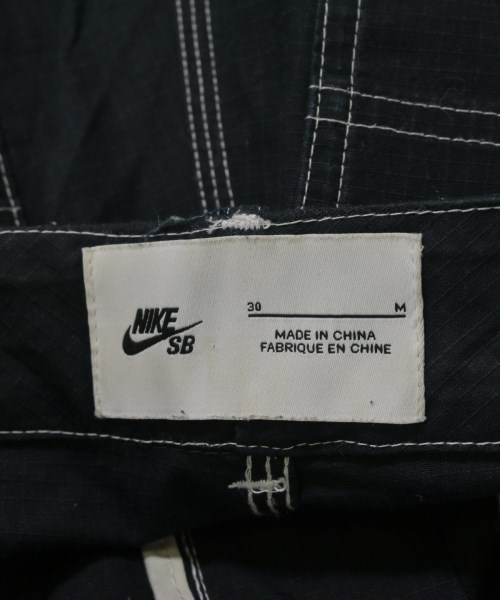 NIKE
SB
30 M
MADE IN CHINA
FABRIQUE EN CHINE